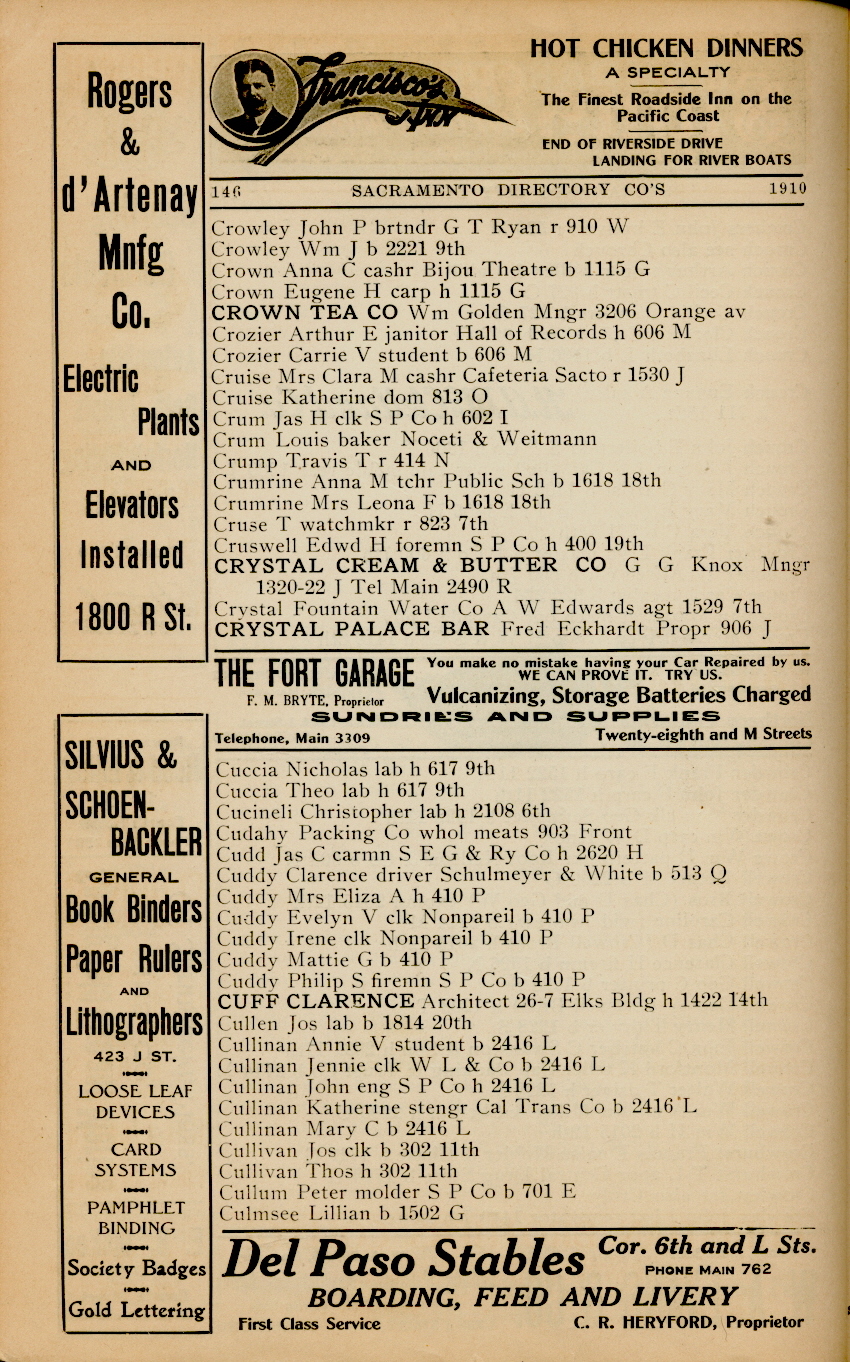 Francisco's
Inn
HOT CHICKEN DINNERS
A SPECIALTY
The Finest Roadside Inn on the
Pacific Coast
END OF RIVERSIDE DRIVE
LANDING FOR RIVER BOATS
Rogers
&
d'Artenay
Mnfg
Co.
Electric
Plants
AND
Elevators
Installed
1800 R St.
146 SACRAMENTO DIRECTORY CO'S 1910
Crowley John P brtndr G T Ryan r 910 W
Crowley Wm J b 2221 9th
Crown Anna C cashr Bijou Theatre b 1115 G
Crown Eugene H carp h 1115 G
CROWN TEA CO Wm Golden Mngr 3206 Orange av
Crozier Arthur E janitor Hall of Records h 606 M
Crozier Carrie V student b 606 M
Cruise Mrs Clara M cashr Cafeteria Sacto r 1530 J
Cruise Katherine dom 813 O
Crum Jas H clk S P Co h 602 I
Crum Louis baker Noceti & Weitmann
Crump Travis T r 414 N
Crumrine Anna M tchr Public Sch b 1618 18th
Crumrine Mrs Leona F b 1618 18th
Cruse T watchmkr r 823 7th
Cruswell Edwd H foremn S P Co h 400 19th
CRYSTAL CREAM & BUTTER CO G G Knox Mngr
1320-22 J Tel Main 2490 R
Crystal Fountain Water Co A W Edwards agt 1529 7th
CRYSTAL PALACE BAR Fred Eckhardt Propr 906 J
THE FORT GARAGE
F. M. BRYTE, Proprietor
You make no mistake having your Car Repaired by us.
WE CAN PROVE IT. TRY US.
Vulcanizing, Storage Batteries Charged
SUNDRIES AND SUPPLIES
Telephone, Main 3309 Twenty-eighth and M Streets
SILVIUS &
SCHOEN-
BACKLER
GENERAL
Book Binders
Paper Rulers
AND
Lithographers
423 J ST.
LOOSE LEAF
DEVICES
CARD
SYSTEMS
PAMPHLET
BINDING
Society Badges
Gold Lettering
Cuccia Nicholas lab h 617 9th
Cuccia Theo lab h 617 9th
Cucineli Christopher lab h 2108 6th
Cudahy Packing Co whol meats 903 Front
Cudd Jas C carmn S E G & Ry Co h 2620 H
Cuddy Clarence driver Schulmeyer & White b 513 Q
Cuddy Mrs Eliza A h 410 P
Cuddy Evelyn V clk Nonpareil b 410 P
Cuddy Irene clk Nonpareil b 410 P
Cuddy Mattie G b 410 P
Cuddy Philip S firemn S P Co b 410 P
CUFF CLARENCE Architect 26-7 Elks Bldg h 1422 14th
Cullen Jos lab b 1814 20th
Cullinan Annie V student b 2416 L
Cullinan Jennie clk W L & Co b 2416 L
Cullinan John eng S P Co h 2416 L
Cullinan Katherine stengr Cal Trans Co b 2416 L
Cullinan Mary C b 2416 L
Cullivan Jos clk b 302 11th
Cullivan Thos h 302 11th
Cullum Peter molder S P Co b 701 E
Culmsee Lillian b 1502 G
Del Paso Stables
Cor. 6th and L Sts.
PHONE MAIN 762
BOARDING, FEED AND LIVERY
First Class Service C. R. HERYFORD, Proprietor